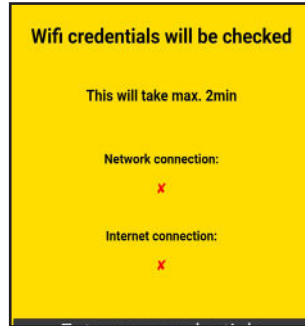 Wifi credentials will be checked
This will take max. 2min
Network connection:
✘
Internet connection:
✘